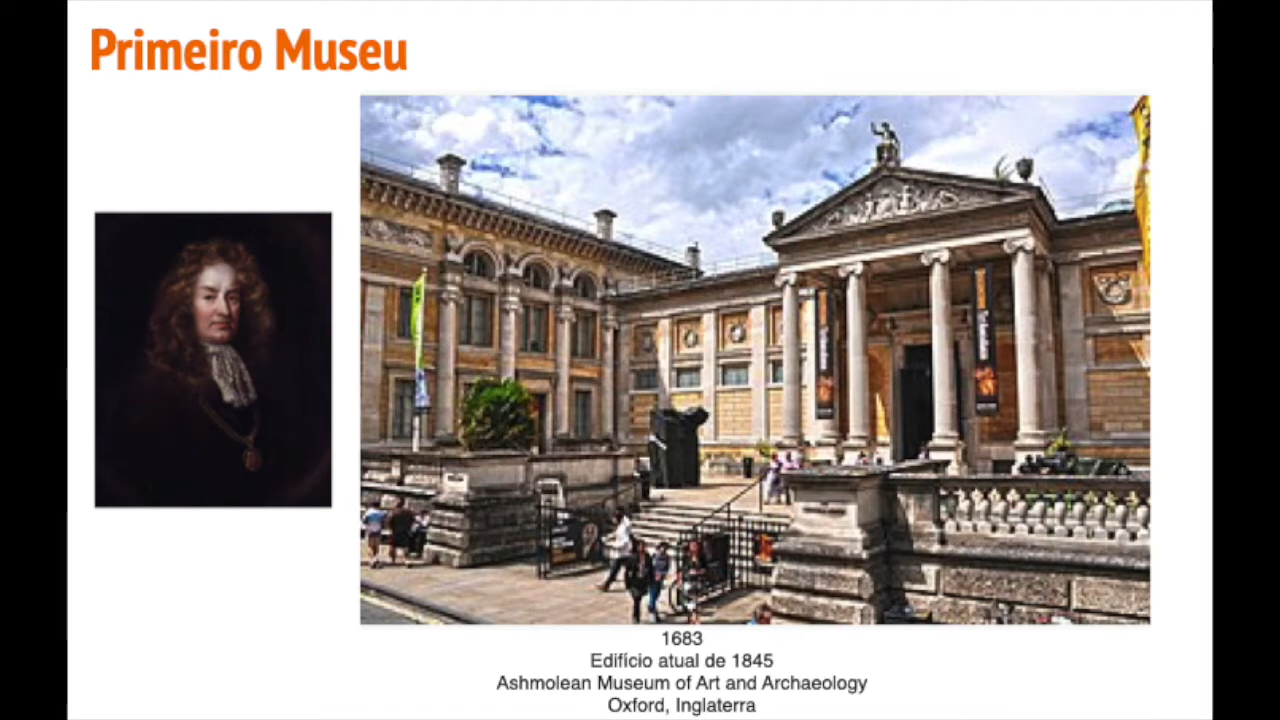 Primeiro Museu
1683
Edifício atual de 1845
Ashmolean Museum of Art and Archaeology
Oxford, Inglaterra